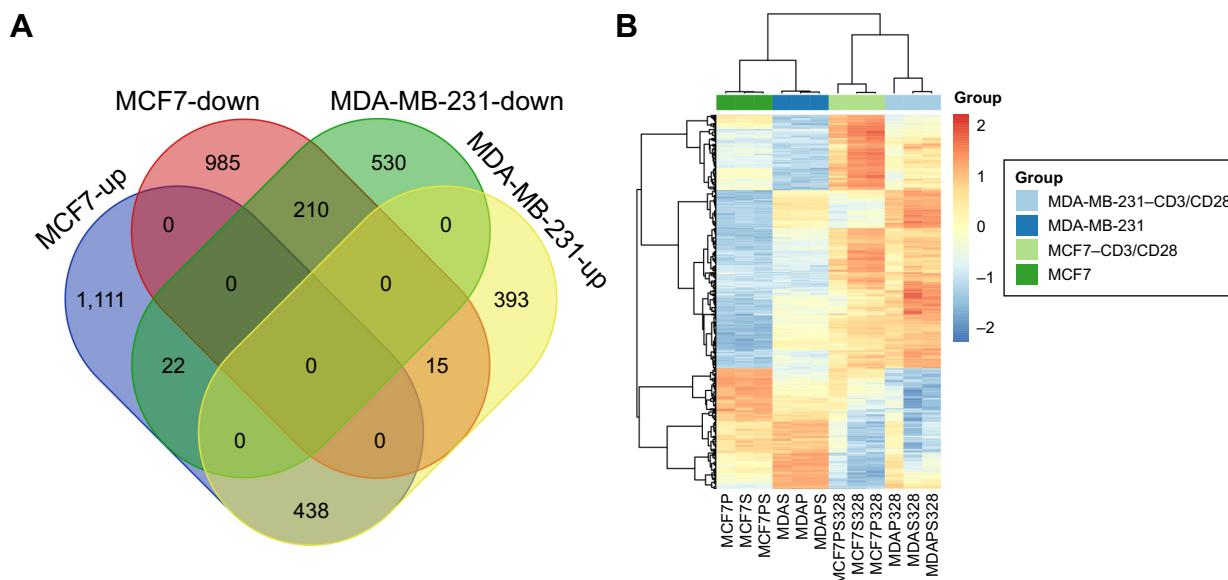 A
MCF7-down
MDA-MB-231-down
MCF7-up
MDA-MB-231-up
985
530
0
210
0
1,111
0
0
393
22
0
15
0
0
438
B
Group
2
1
0
–1
–2
Group
MDA-MB-231–CD3/CD28
MDA-MB-231
MCF7–CD3/CD28
MCF7
MCF7P
MCF7S
MCF7PS
MDAS
MDAP
MDAPS
MCF7PS328
MCF7S328
MCF7P328
MDAP328
MDAS328
MDAPS328